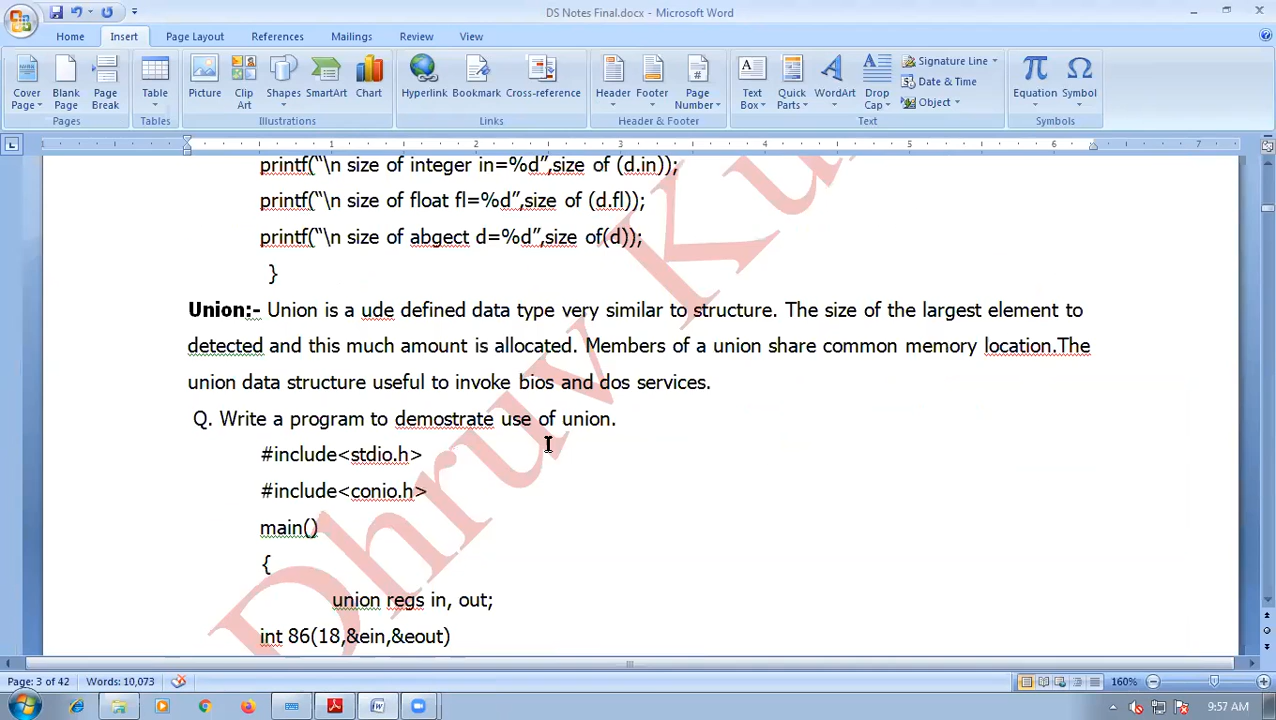 DS Notes Final.docx - Microsoft Word
Home Insert Page Layout References Mailings Review View
Cover Page Blank Page Page Break Table Picture Clip Art Shapes SmartArt Chart Hyperlink Bookmark Cross-reference Header Footer Page Number Text Box Quick Parts WordArt Drop Cap Signature Line Date & Time Object Equation Symbol
Pages Tables Illustrations Links Header & Footer Text Symbols
1 1 2 3 4 5 6 7
printf("\n size of integer in=%d",size of (d.in));
printf("\n size of float fl=%d",size of (d.fl));
printf("\n size of abgect d=%d",size of(d));
}
Union:- Union is a ude defined data type very similar to structure. The size of the largest element to
detected and this much amount is allocated. Members of a union share common memory location.The
union data structure useful to invoke bios and dos services.
Q. Write a program to demostrate use of union.
#include<stdio.h>
#include<conio.h>
main()
{
union regs in, out;
int 86(18,&ein,&eout)
Page: 3 of 42 Words: 10,073 160%
9:57 AM